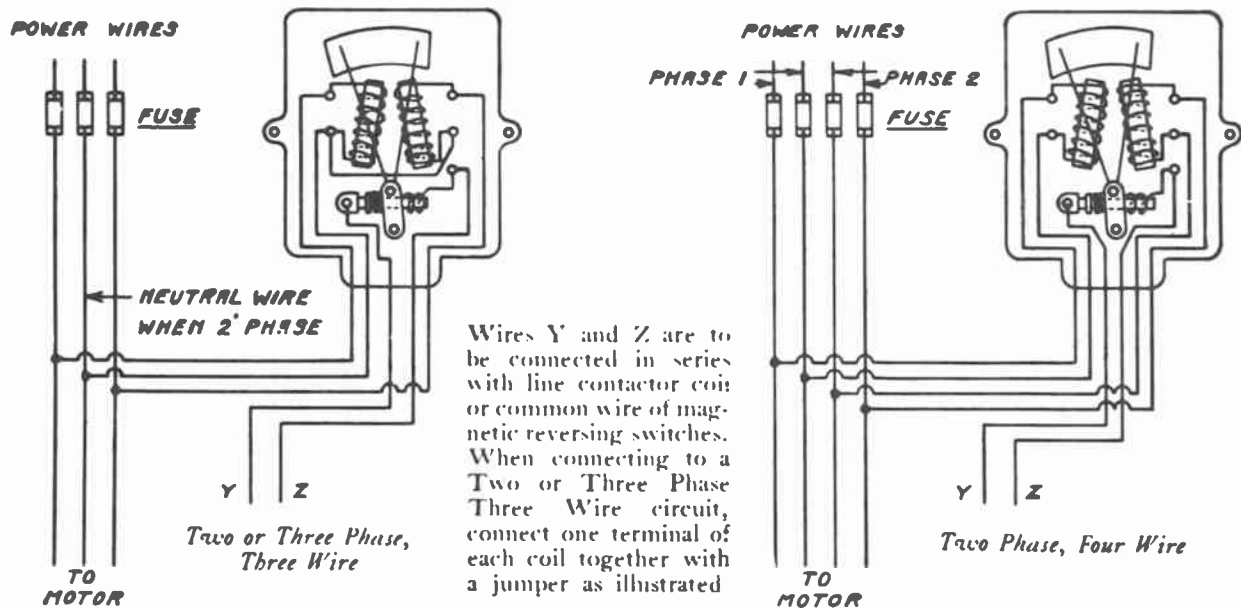 POWER WIRES
FUSE
NEUTRAL WIRE
WHEN 2 PHASE
Y Z
Two or Three Phase,
Three Wire
TO
MOTOR
Wires Y and Z are to
be connected in series
with line contactor coil
or common wire of mag-
netic reversing switches.
When connecting to a
Two or Three Phase
Three Wire circuit,
connect one terminal of
each coil together with
a jumper as illustrated
POWER WIRES
PHASE 1 PHASE 2
FUSE
Y Z
Two Phase, Four Wire
TO
MOTOR